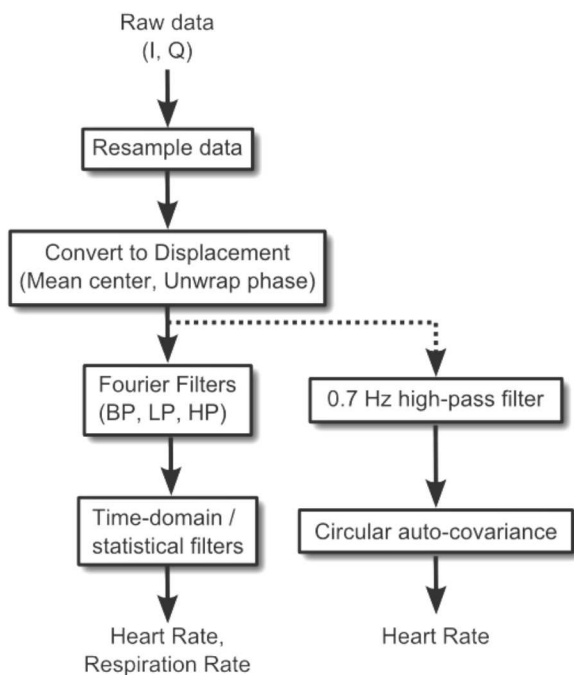 Raw data
(I, Q)
Resample data
Convert to Displacement
(Mean center, Unwrap phase)
Fourier Filters
(BP, LP, HP)
0.7 Hz high-pass filter
Time-domain /
statistical filters
Circular auto-covariance
Heart Rate,
Respiration Rate
Heart Rate